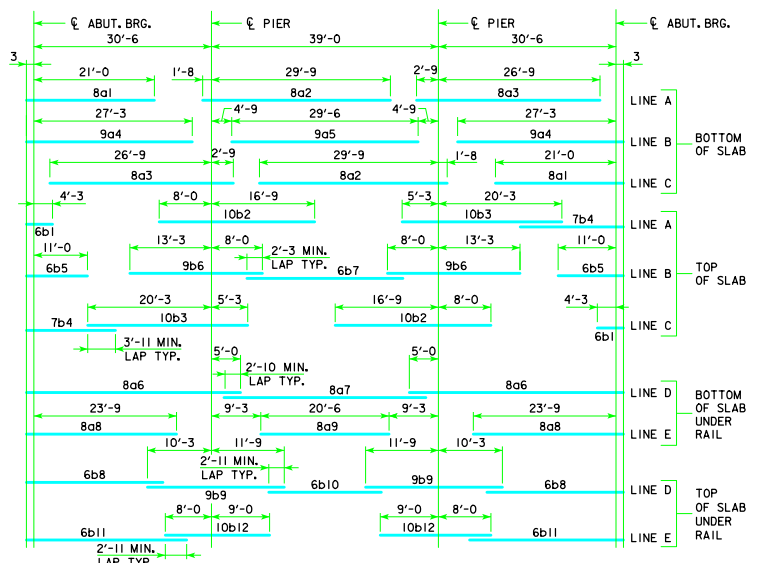 ℄ ABUT. BRG. ℄ PIER ℄ PIER ℄ ABUT. BRG.
30'-6 39'-0 30'-6
3 3
21'-0 1'-8 29'-9 2'-9 26'-9
8a1 8a2 8a3 LINE A
27'-3 4'-9 29'-6 4'-9 27'-3
9a4 9a5 9a4 LINE B
BOTTOM
OF SLAB
26'-9 2'-9 29'-9 1'-8 21'-0
8a3 8a2 8a1 LINE C
4'-3 8'-0 16'-9 5'-3 20'-3
6b1 10b2 10b3 7b4 LINE A
11'-0 13'-3 8'-0 2'-3 MIN.
LAP TYP. 8'-0 13'-3 11'-0
6b5 9b6 6b7 9b6 6b5 LINE B
TOP
OF SLAB
20'-3 5'-3 16'-9 8'-0 4'-3
7b4 10b3 10b2 6b1 LINE C
3'-11 MIN.
LAP TYP.
5'-0 2'-10 MIN.
LAP TYP. 5'-0
8a6 8a7 8a6 LINE D
23'-9 9'-3 20'-6 9'-3 23'-9
8a8 8a9 8a8 LINE E
BOTTOM
OF SLAB
UNDER
RAIL
10'-3 11'-9 11'-9 10'-3
2'-11 MIN.
LAP TYP.
6b8 9b9 6b10 9b9 6b8 LINE D
8'-0 9'-0 9'-0 8'-0
6b11 10b12 10b12 6b11 LINE E
TOP
OF SLAB
UNDER
RAIL
2'-11 MIN.
LAP TYP.